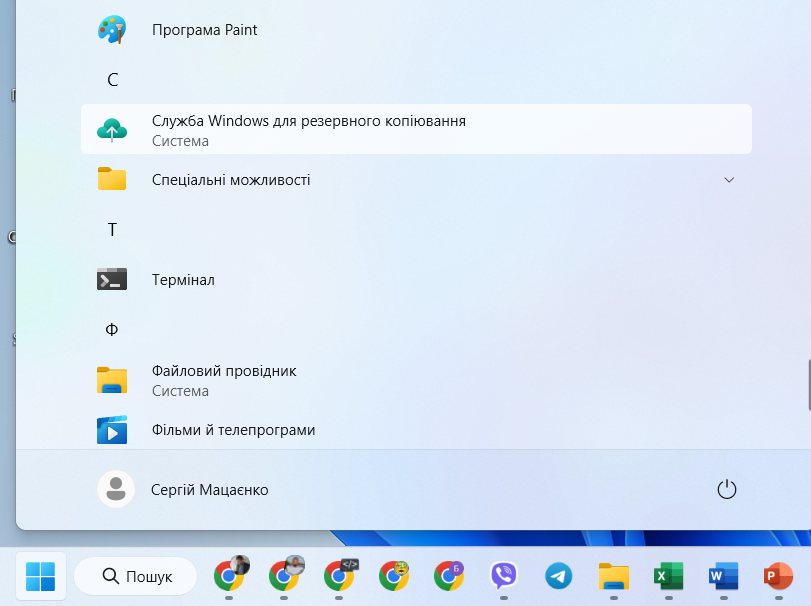 Програма Paint
С
Служба Windows для резервного копіювання
Система
Спеціальні можливості
Т
Термінал
Ф
Файловий провідник
Система
Фільми й телепрограми
Сергій Мацаєнко
Пошук